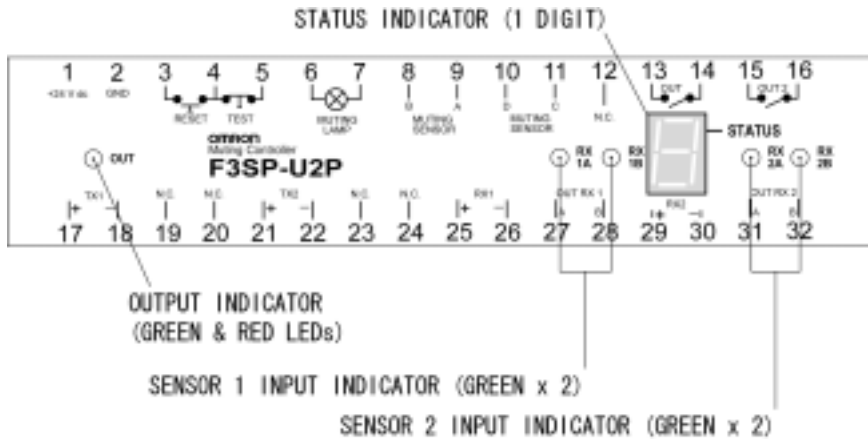 STATUS INDICATOR (1 DIGIT)
1 2 3 4 5 6 7 8 9 10 11 12 13 14 15 16
+24 V dc GND OUT OUT 2
B A D C
RESET TEST MUTING LAMP MUTING SENSOR MUTING SENSOR N.C.
STATUS
omron
Muting Controller
F3SP-U2P
OUT
RX 1A RX 1B RX 2A RX 2B
TX1 N.C. N.C. TX2 N.C. N.C. RX1 OUT RX 1 RX2 OUT RX 2
+ − + − + − A B + − A B
17 18 19 20 21 22 23 24 25 26 27 28 29 30 31 32
OUTPUT INDICATOR
(GREEN & RED LEDs)
SENSOR 1 INPUT INDICATOR (GREEN x 2)
SENSOR 2 INPUT INDICATOR (GREEN x 2)